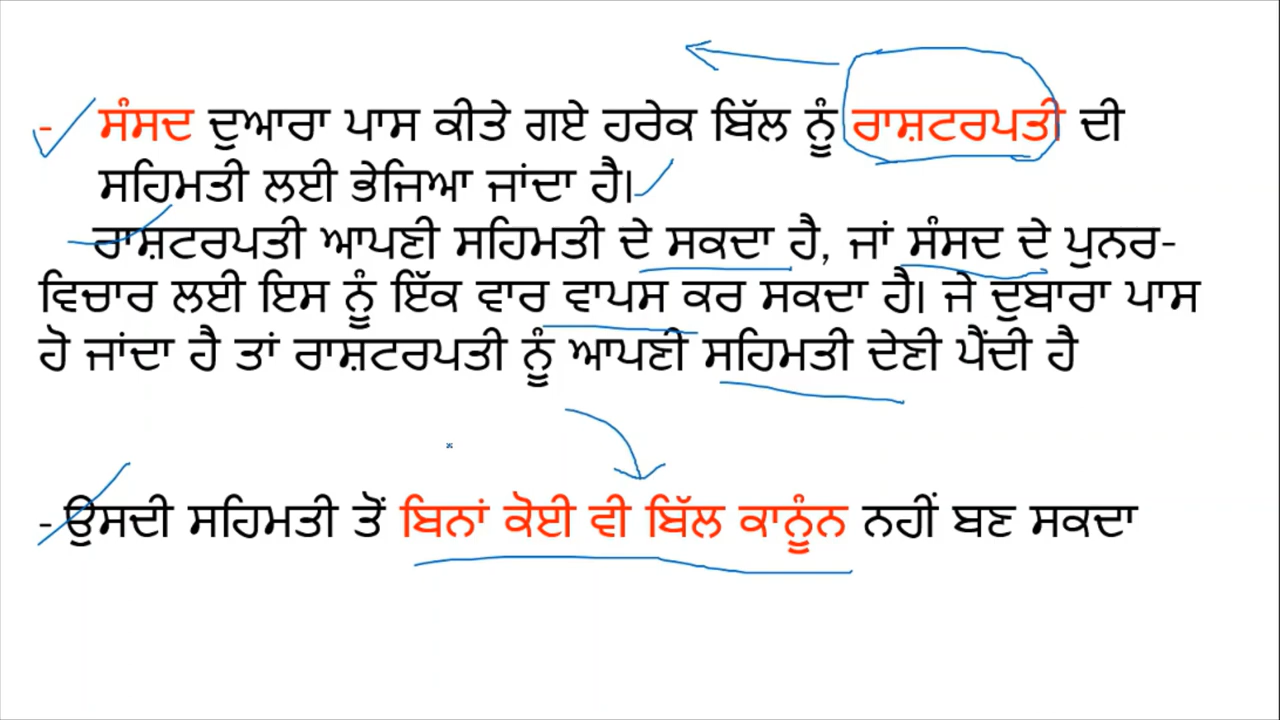 - ਸੰਸਦ ਦੁਆਰਾ ਪਾਸ ਕੀਤੇ ਗਏ ਹਰੇਕ ਬਿੱਲ ਨੂੰ ਰਾਸ਼ਟਰਪਤੀ ਦੀ
ਸਹਿਮਤੀ ਲਈ ਭੇਜਿਆ ਜਾਂਦਾ ਹੈ।
ਰਾਸ਼ਟਰਪਤੀ ਆਪਣੀ ਸਹਿਮਤੀ ਦੇ ਸਕਦਾ ਹੈ, ਜਾਂ ਸੰਸਦ ਦੇ ਪੁਨਰ-
ਵਿਚਾਰ ਲਈ ਇਸ ਨੂੰ ਇੱਕ ਵਾਰ ਵਾਪਸ ਕਰ ਸਕਦਾ ਹੈ। ਜੇ ਦੁਬਾਰਾ ਪਾਸ
ਹੋ ਜਾਂਦਾ ਹੈ ਤਾਂ ਰਾਸ਼ਟਰਪਤੀ ਨੂੰ ਆਪਣੀ ਸਹਿਮਤੀ ਦੇਣੀ ਪੈਂਦੀ ਹੈ
- ਉਸਦੀ ਸਹਿਮਤੀ ਤੋਂ ਬਿਨਾਂ ਕੋਈ ਵੀ ਬਿੱਲ ਕਾਨੂੰਨ ਨਹੀਂ ਬਣ ਸਕਦਾ